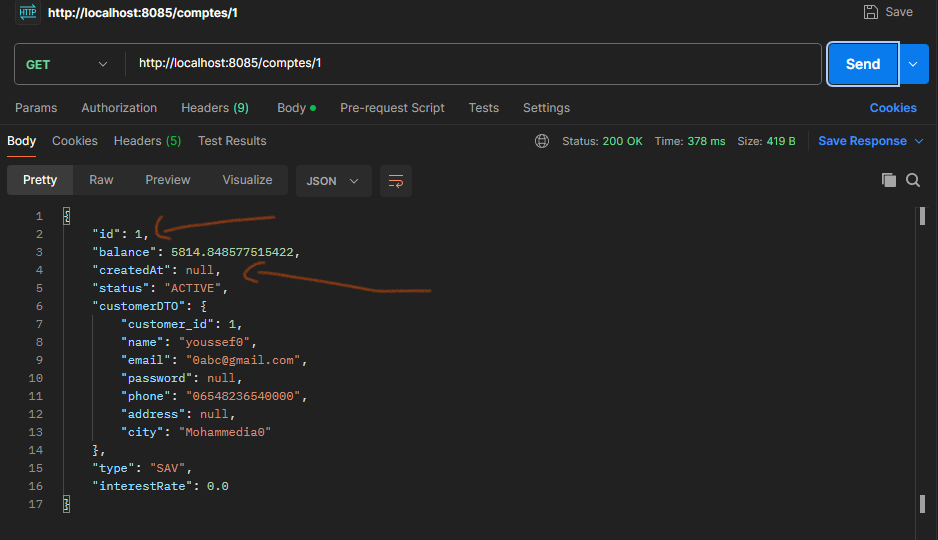 HTTP http://localhost:8085/comptes/1 Save
GET http://localhost:8085/comptes/1 Send
Params Authorization Headers (9) Body Pre-request Script Tests Settings Cookies
Body Cookies Headers (5) Test Results Status: 200 OK Time: 378 ms Size: 419 B Save Response
Pretty Raw Preview Visualize JSON
1 {
2 "id": 1,
3 "balance": 5814.848577515422,
4 "createdAt": null,
5 "status": "ACTIVE",
6 "customerDTO": {
7 "customer_id": 1,
8 "name": "youssef0",
9 "email": "0abc@gmail.com",
10 "password": null,
11 "phone": "06548236540000",
12 "address": null,
13 "city": "Mohammedia0"
14 },
15 "type": "SAV",
16 "interestRate": 0.0
17 }